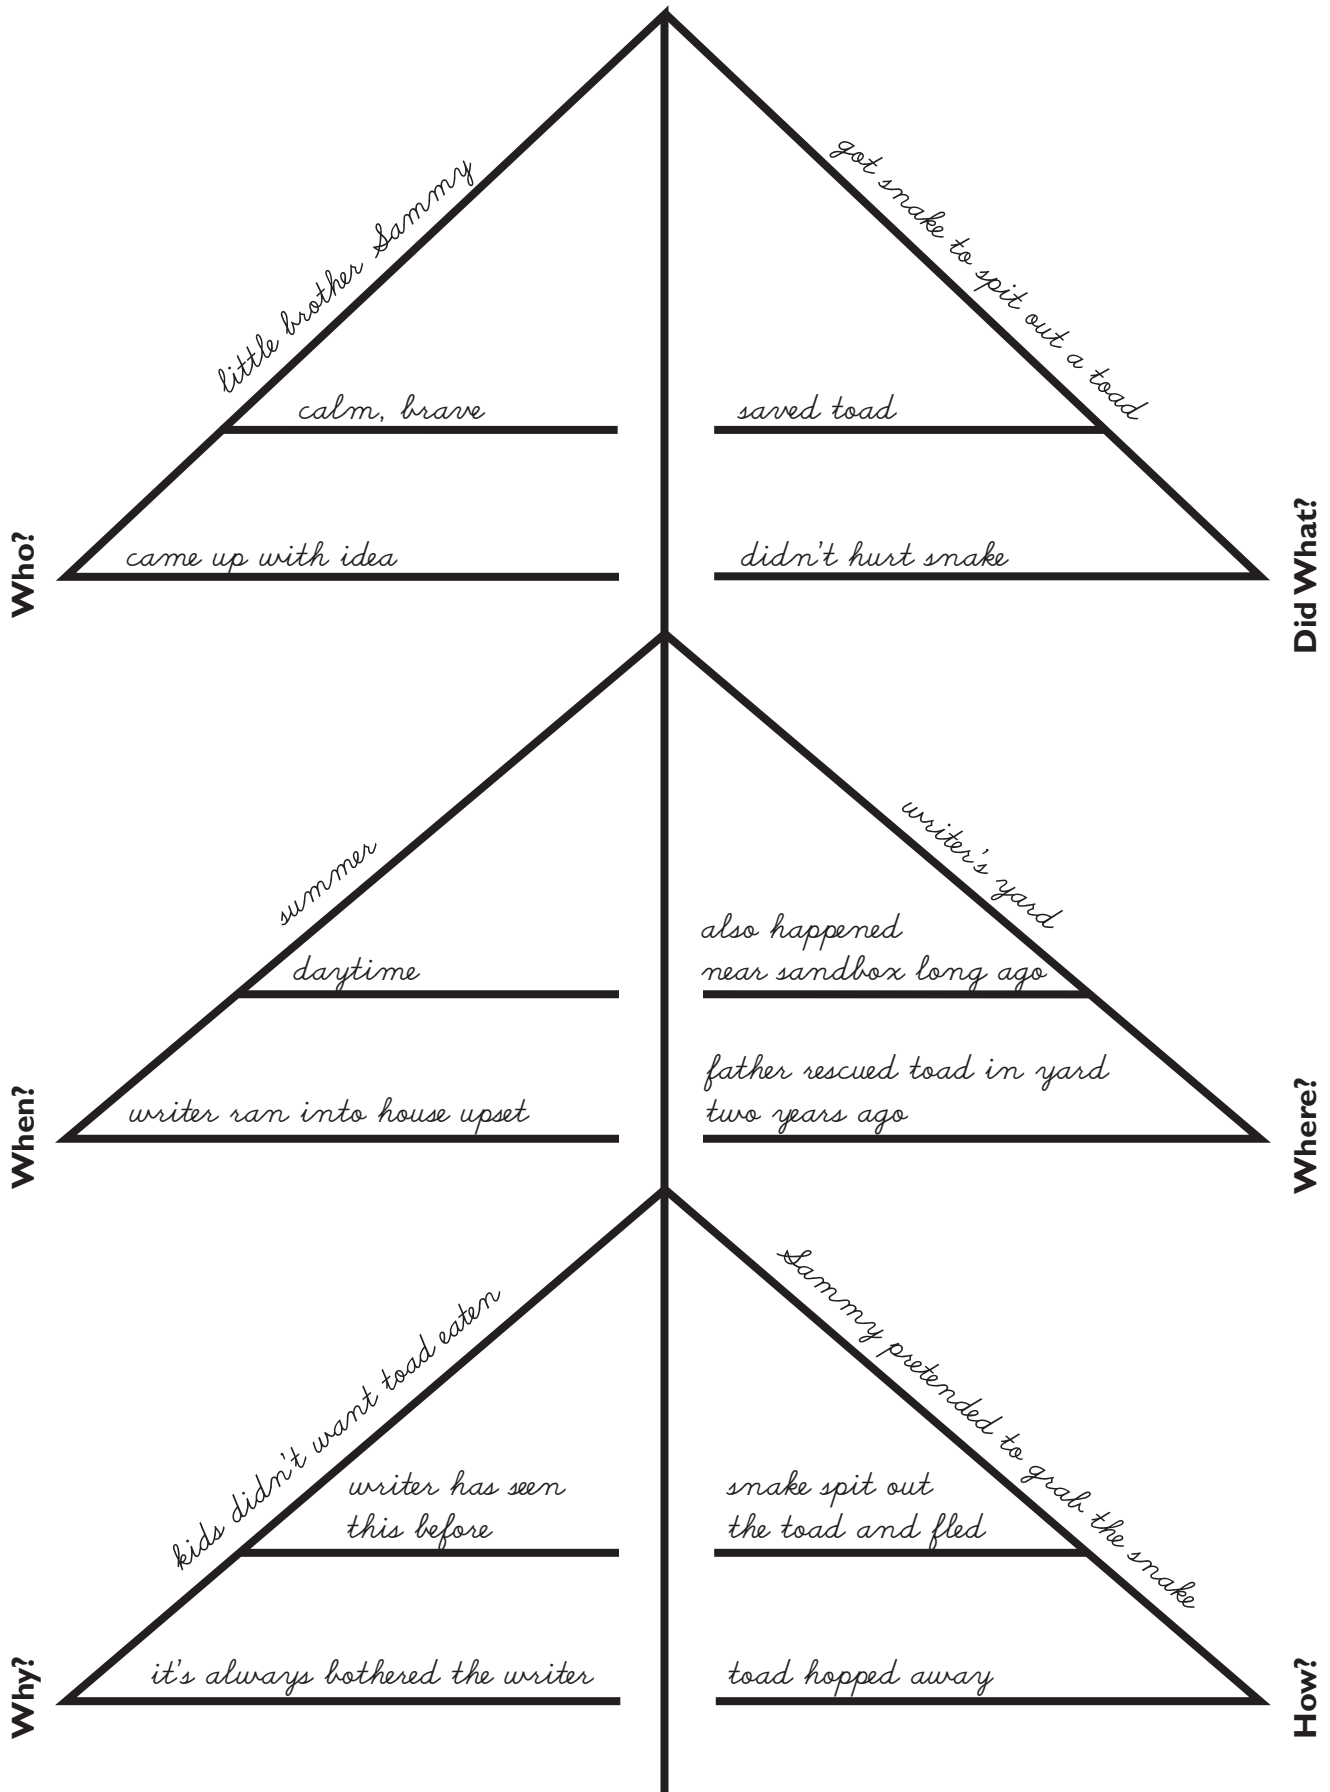 little brother Sammy
calm, brave
came up with idea
Who?
got snake to spit out a toad
saved toad
didn't hurt snake
Did What?
summer
daytime
writer ran into house upset
When?
writer's yard
also happened
near sandbox long ago
father rescued toad in yard
two years ago
Where?
kids didn't want toad eaten
writer has seen
this before
it's always bothered the writer
Why?
Sammy pretended to grab the snake
snake spit out
the toad and fled
toad hopped away
How?